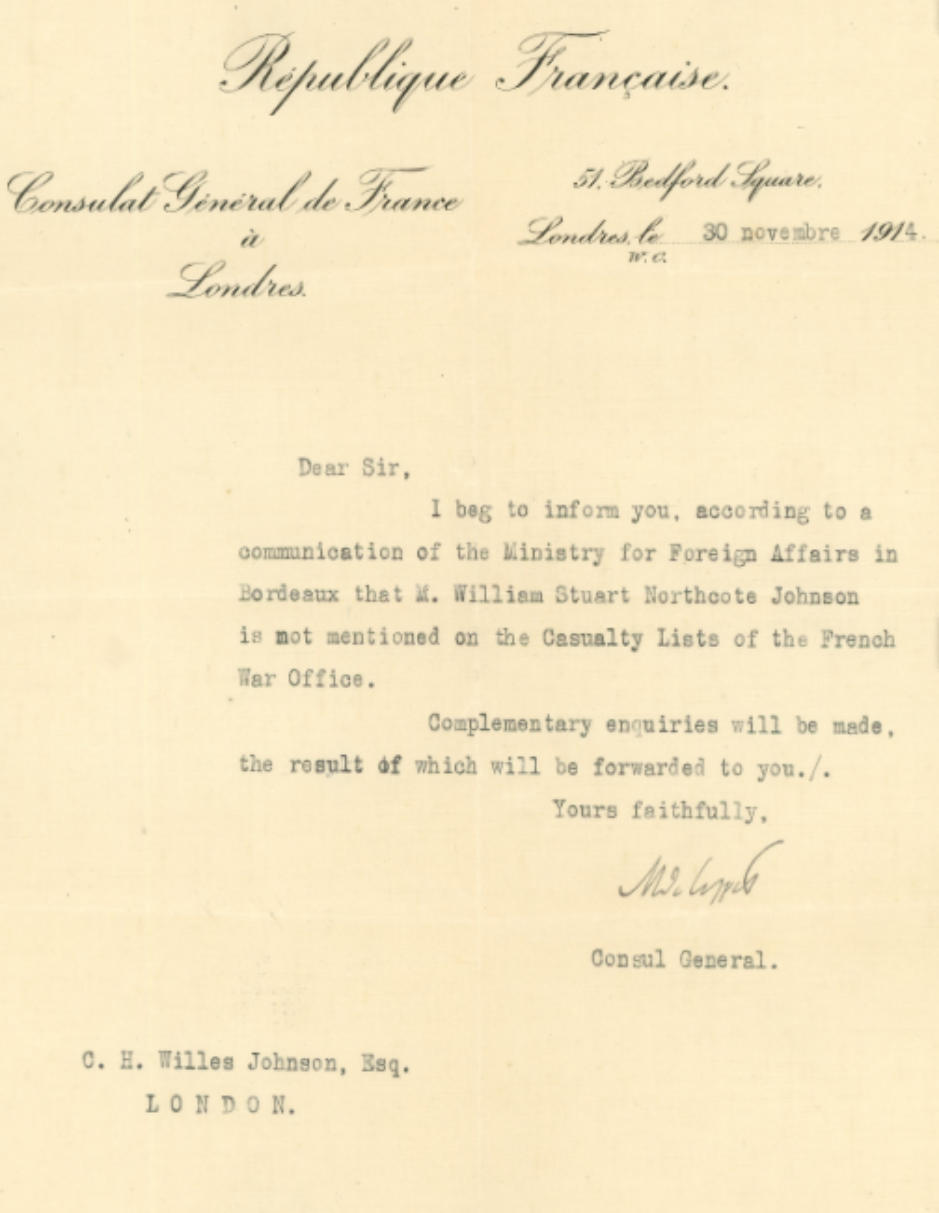 République Française.
Consulat Général de France
à
Londres.
51. Bedford Square.
Londres, le 30 novembre 1914.
W.C.
Dear Sir,
I beg to inform you, according to a
communication of the Ministry for Foreign Affairs in
Bordeaux that M. William Stuart Northcote Johnson
is not mentioned on the Casualty Lists of the French
War Office.
Complementary enquiries will be made,
the result of which will be forwarded to you./.
Yours faithfully,
Consul General.
C. H. Willes Johnson, Esq.
LONDON.